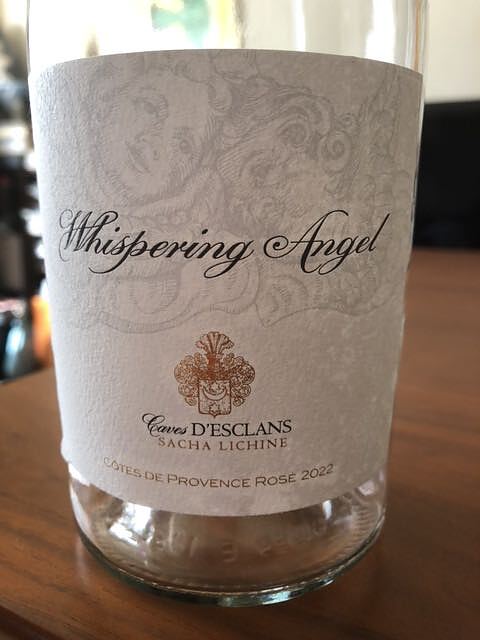 Whispering Angel
Caves D'ESCLANS
SACHA LICHINE
CÔTES DE PROVENCE ROSÉ 2022